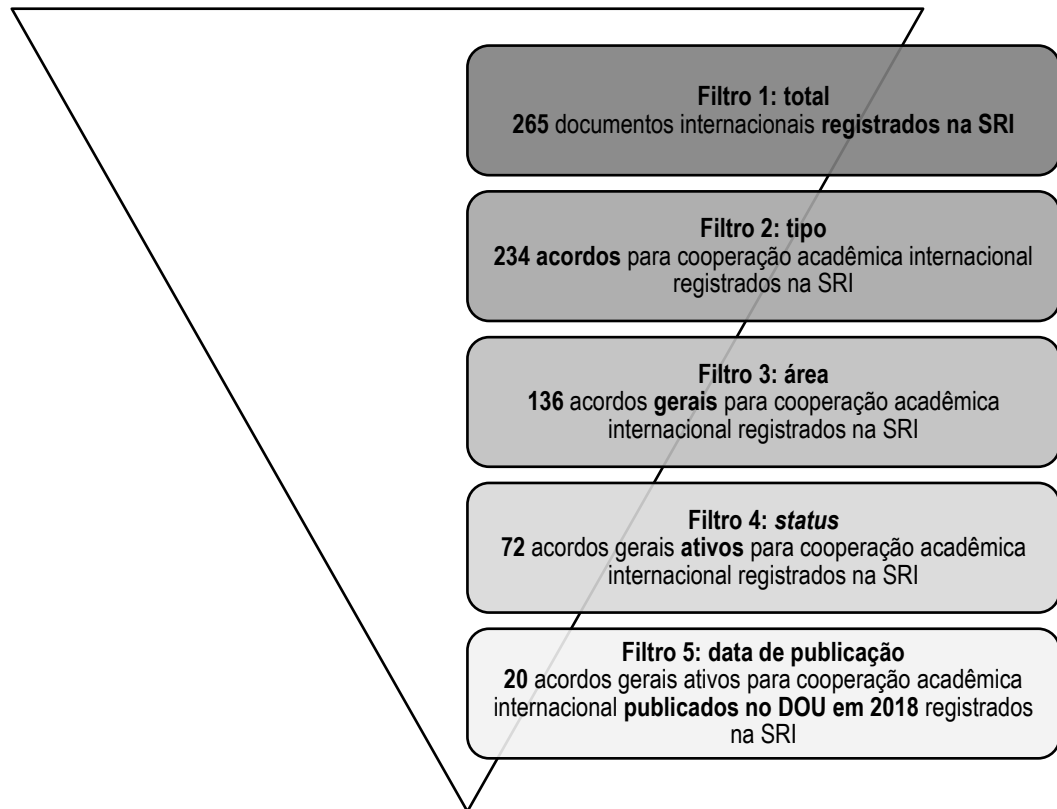 Filtro 1: total
265 documentos internacionais registrados na SRI
Filtro 2: tipo
234 acordos para cooperação acadêmica internacional
registrados na SRI
Filtro 3: área
136 acordos gerais para cooperação acadêmica
internacional registrados na SRI
Filtro 4: status
72 acordos gerais ativos para cooperação acadêmica
internacional registrados na SRI
Filtro 5: data de publicação
20 acordos gerais ativos para cooperação acadêmica
internacional publicados no DOU em 2018 registrados
na SRI